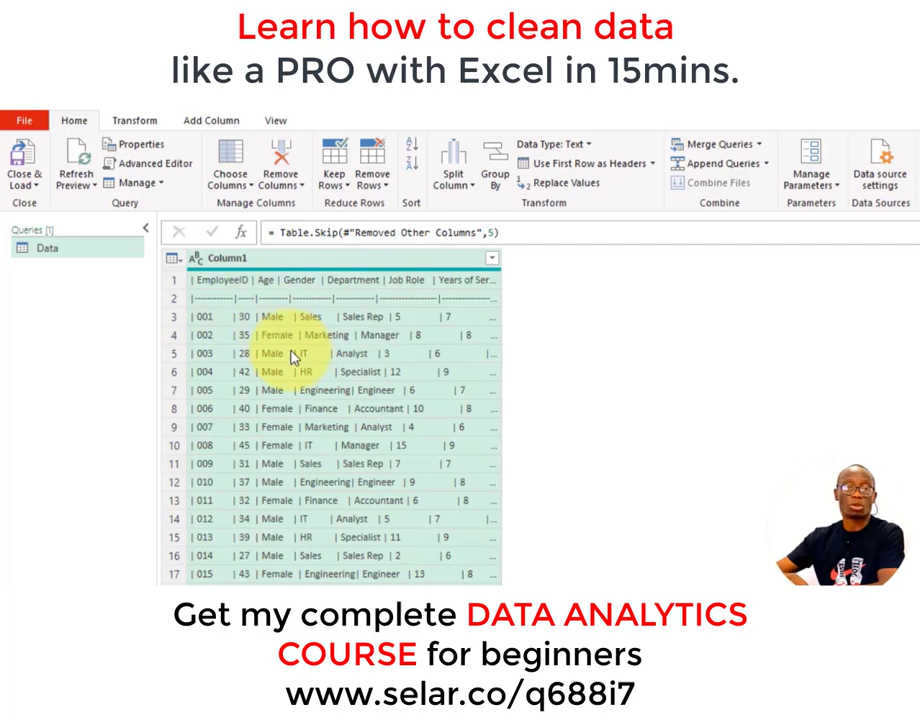 Learn how to clean data
like a PRO with Excel in 15mins.
File Home Transform Add Column View
Close & Load Refresh Preview Properties Advanced Editor Manage Choose Columns Remove Columns Keep Rows Remove Rows Split Column Group By Data Type: Text Use First Row as Headers Replace Values Merge Queries Append Queries Combine Files Manage Parameters Data source settings
Close Query Manage Columns Reduce Rows Sort Transform Combine Parameters Data Sources
Queries [1]
Data
fx = Table.Skip(#"Removed Other Columns",5)
ABC Column1
1 | EmployeeID | Age | Gender | Department | Job Role | Years of Ser...
2 |------------|-----|---------|------------|------------|---------------...
3 | 001 | 30 | Male | Sales | Sales Rep | 5 | 7 ...
4 | 002 | 35 | Female | Marketing | Manager | 8 | 8 ...
5 | 003 | 28 | Male | IT | Analyst | 3 | 6 |...
6 | 004 | 42 | Male | HR | Specialist | 12 | 9 ...
7 | 005 | 29 | Male | Engineering| Engineer | 6 | 7 ...
8 | 006 | 40 | Female | Finance | Accountant | 10 | 8 ...
9 | 007 | 33 | Female | Marketing | Analyst | 4 | 6 ...
10 | 008 | 45 | Female | IT | Manager | 15 | 9 ...
11 | 009 | 31 | Male | Sales | Sales Rep | 7 | 7 ...
12 | 010 | 37 | Male | Engineering| Engineer | 9 | 8 ...
13 | 011 | 32 | Female | Finance | Accountant | 6 | 8 ...
14 | 012 | 34 | Male | IT | Analyst | 5 | 7 |...
15 | 013 | 39 | Male | HR | Specialist | 11 | 9 ...
16 | 014 | 27 | Male | Sales | Sales Rep | 2 | 6 ...
17 | 015 | 43 | Female | Engineering| Engineer | 13 | 8 ...
Get my complete DATA ANALYTICS
COURSE for beginners
www.selar.co/q688i7